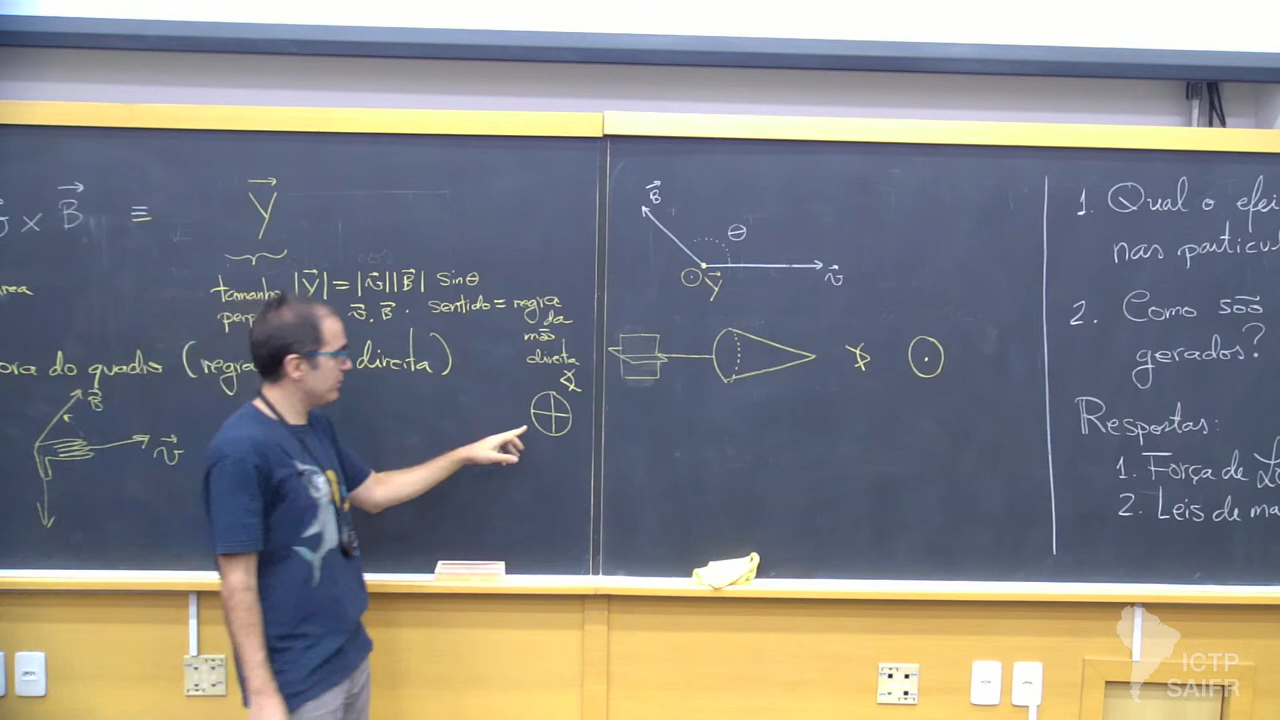 x B⃗ = Y⃗
tamanho |Y⃗| = |v⃗||B⃗| sinθ
v⃗, B⃗. sentido = regra
da
mão
direita
ora do quadro (regra direita)
B⃗
v⃗
B⃗
θ
v⃗
Y⃗
1. Qual o efei
nas particul
2. Como são
gerados?
Respostas:
1. Força de Lo
2. Leis de ma
ICTP
SAIFR